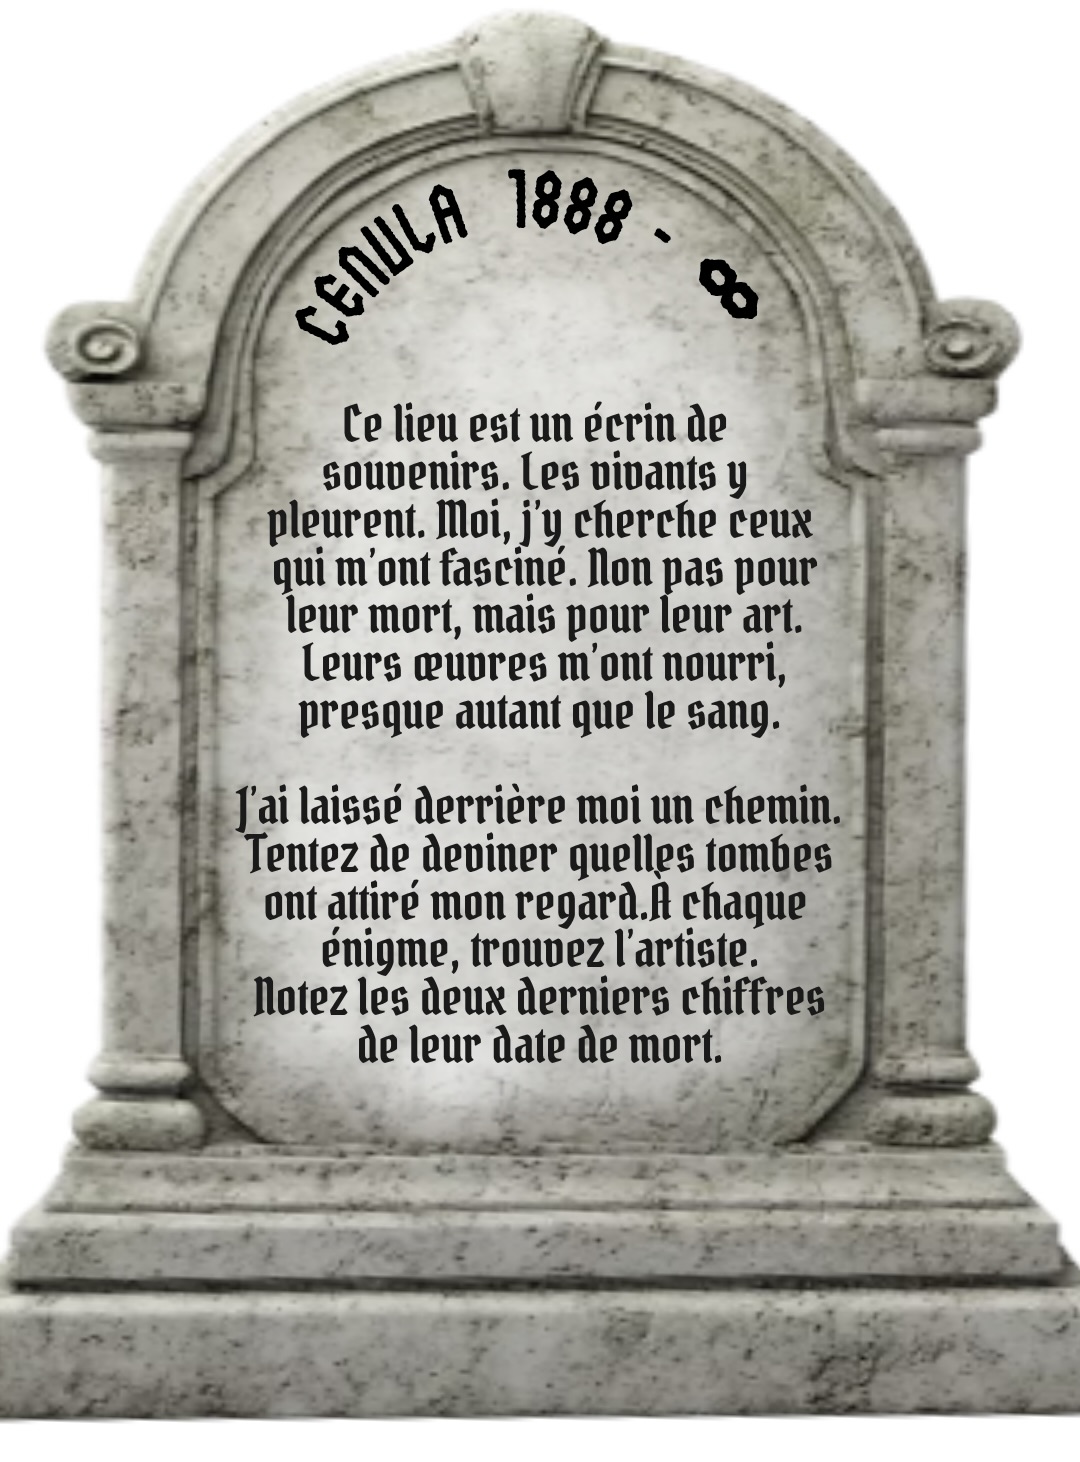 CENULA 1888 - 8
Ce lieu est un écrin de
souvenirs. Les vivants y
pleurent. Moi, j'y cherche ceux
qui m'ont fasciné. Non pas pour
leur mort, mais pour leur art.
Leurs œuvres m'ont nourri,
presque autant que le sang.
J'ai laissé derrière moi un chemin.
Tentez de deviner quelles tombes
ont attiré mon regard.À chaque
énigme, trouvez l'artiste.
Notez les deux derniers chiffres
de leur date de mort.